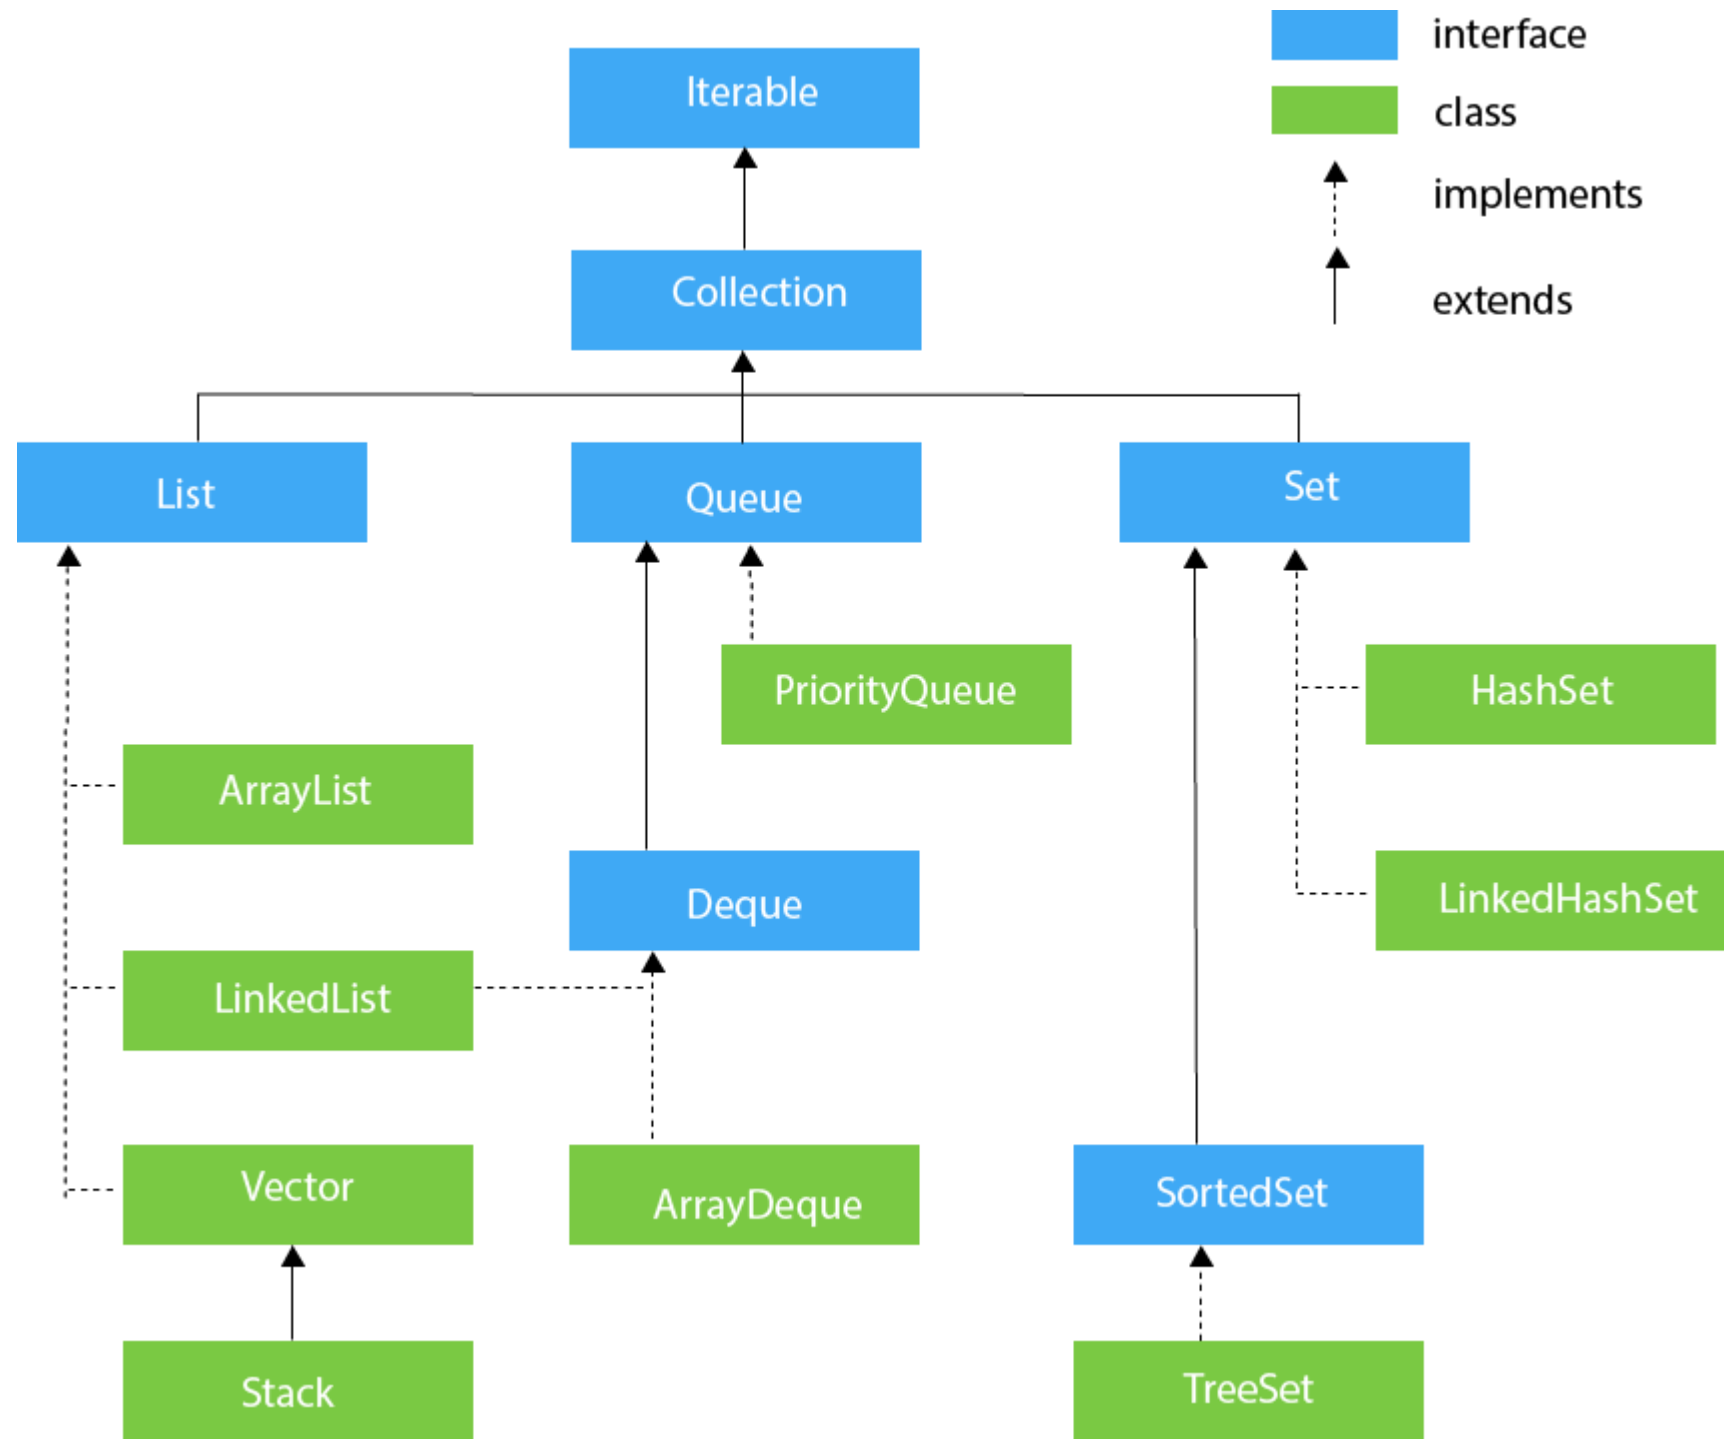 interface
Iterable
class
implements
Collection
extends
List
Queue
Set
PriorityQueue
HashSet
ArrayList
Deque
LinkedHashSet
LinkedList
Vector
ArrayDeque
SortedSet
Stack
TreeSet